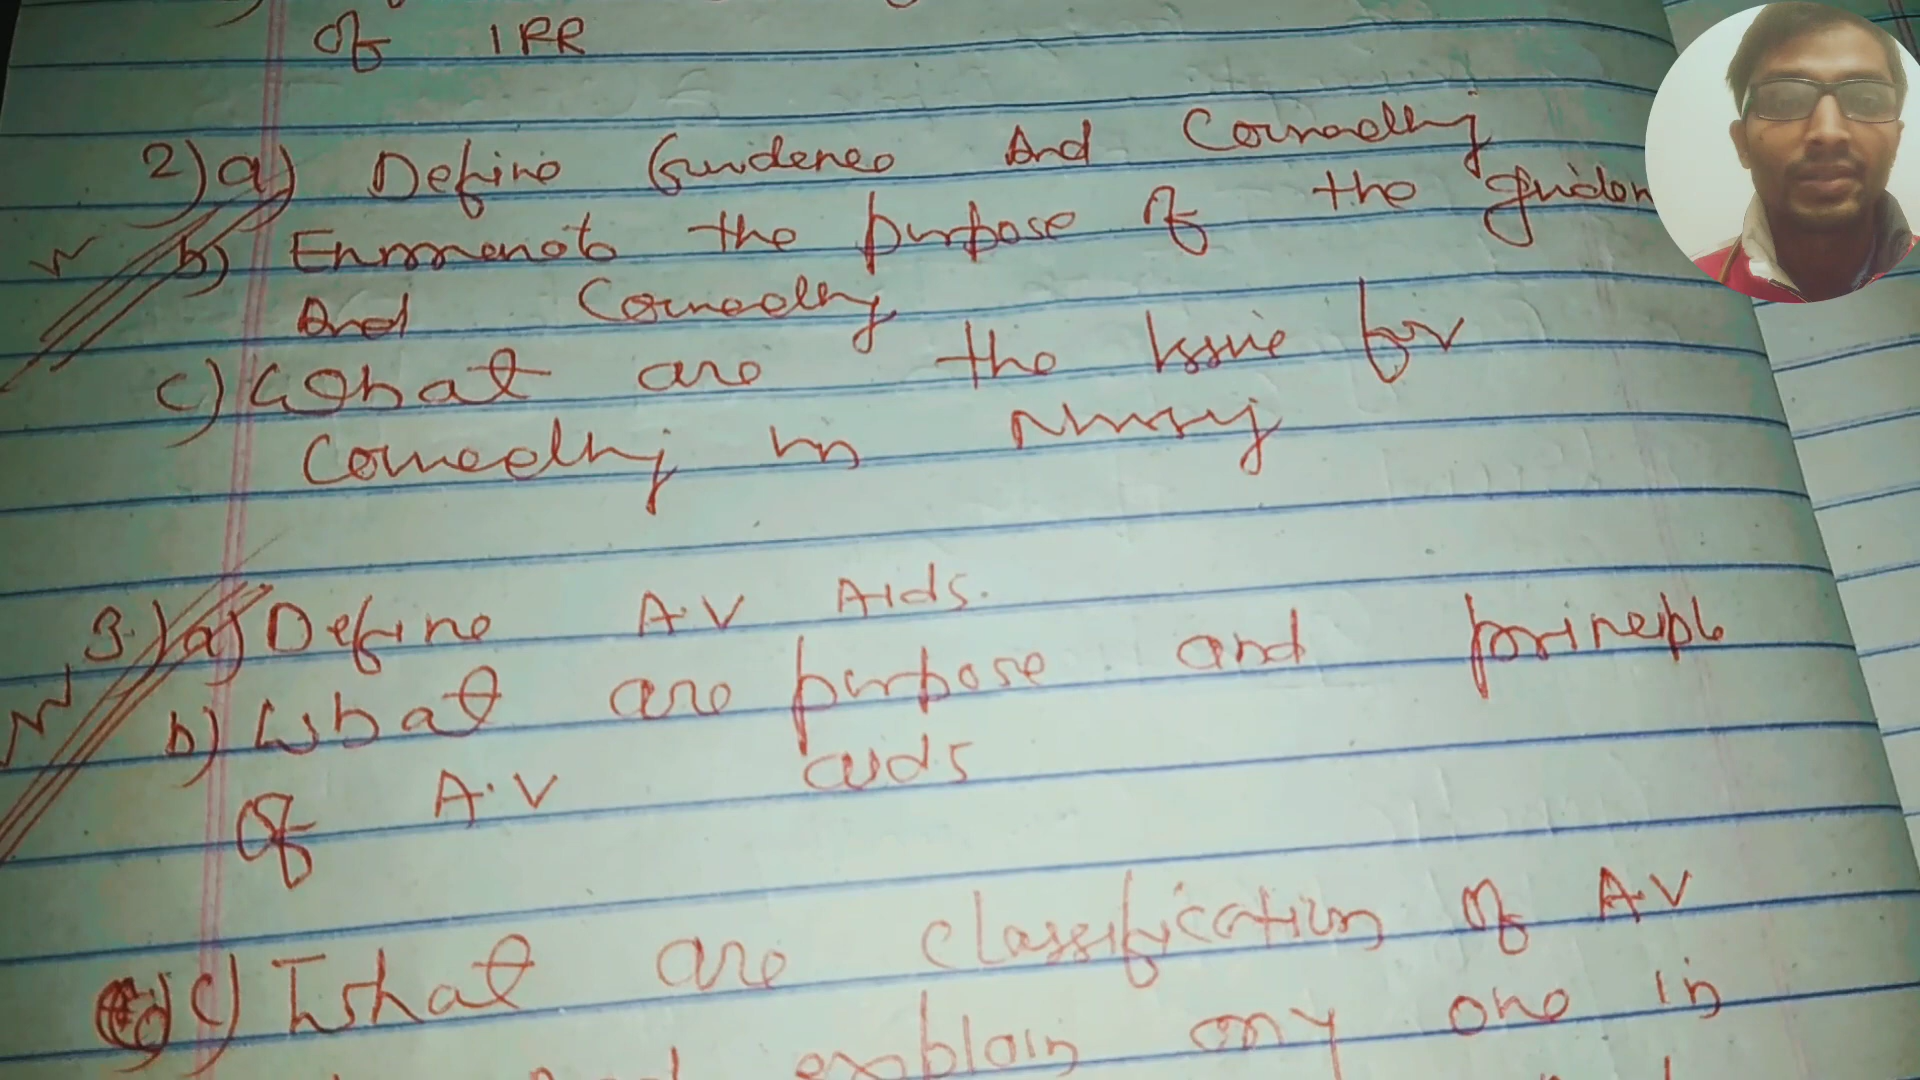 of IPR
2) a) Define Guidence And Counselling
b) Enumerate the purpose of the guiden
And Counselling
c) What are the Issue for
Counselling in Nursing
3) a) Define A.V AIds.
b) What are purpose and principle
of A.V aids
c) What are classification of A.V
explain any one in